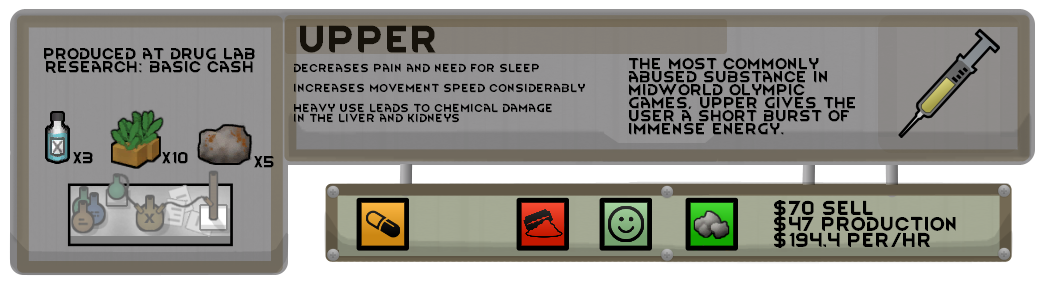 PRODUCED AT DRUG LAB
RESEARCH: BASIC CASH
X3
X10
X5
X
X
UPPER
DECREASES PAIN AND NEED FOR SLEEP
INCREASES MOVEMENT SPEED CONSIDERABLY
HEAVY USE LEADS TO CHEMICAL DAMAGE
IN THE LIVER AND KIDNEYS
THE MOST COMMONLY
ABUSED SUBSTANCE IN
MIDWORLD OLYMPIC
GAMES, UPPER GIVES THE
USER A SHORT BURST OF
IMMENSE ENERGY.
$70 SELL
$47 PRODUCTION
$194.4 PER/HR